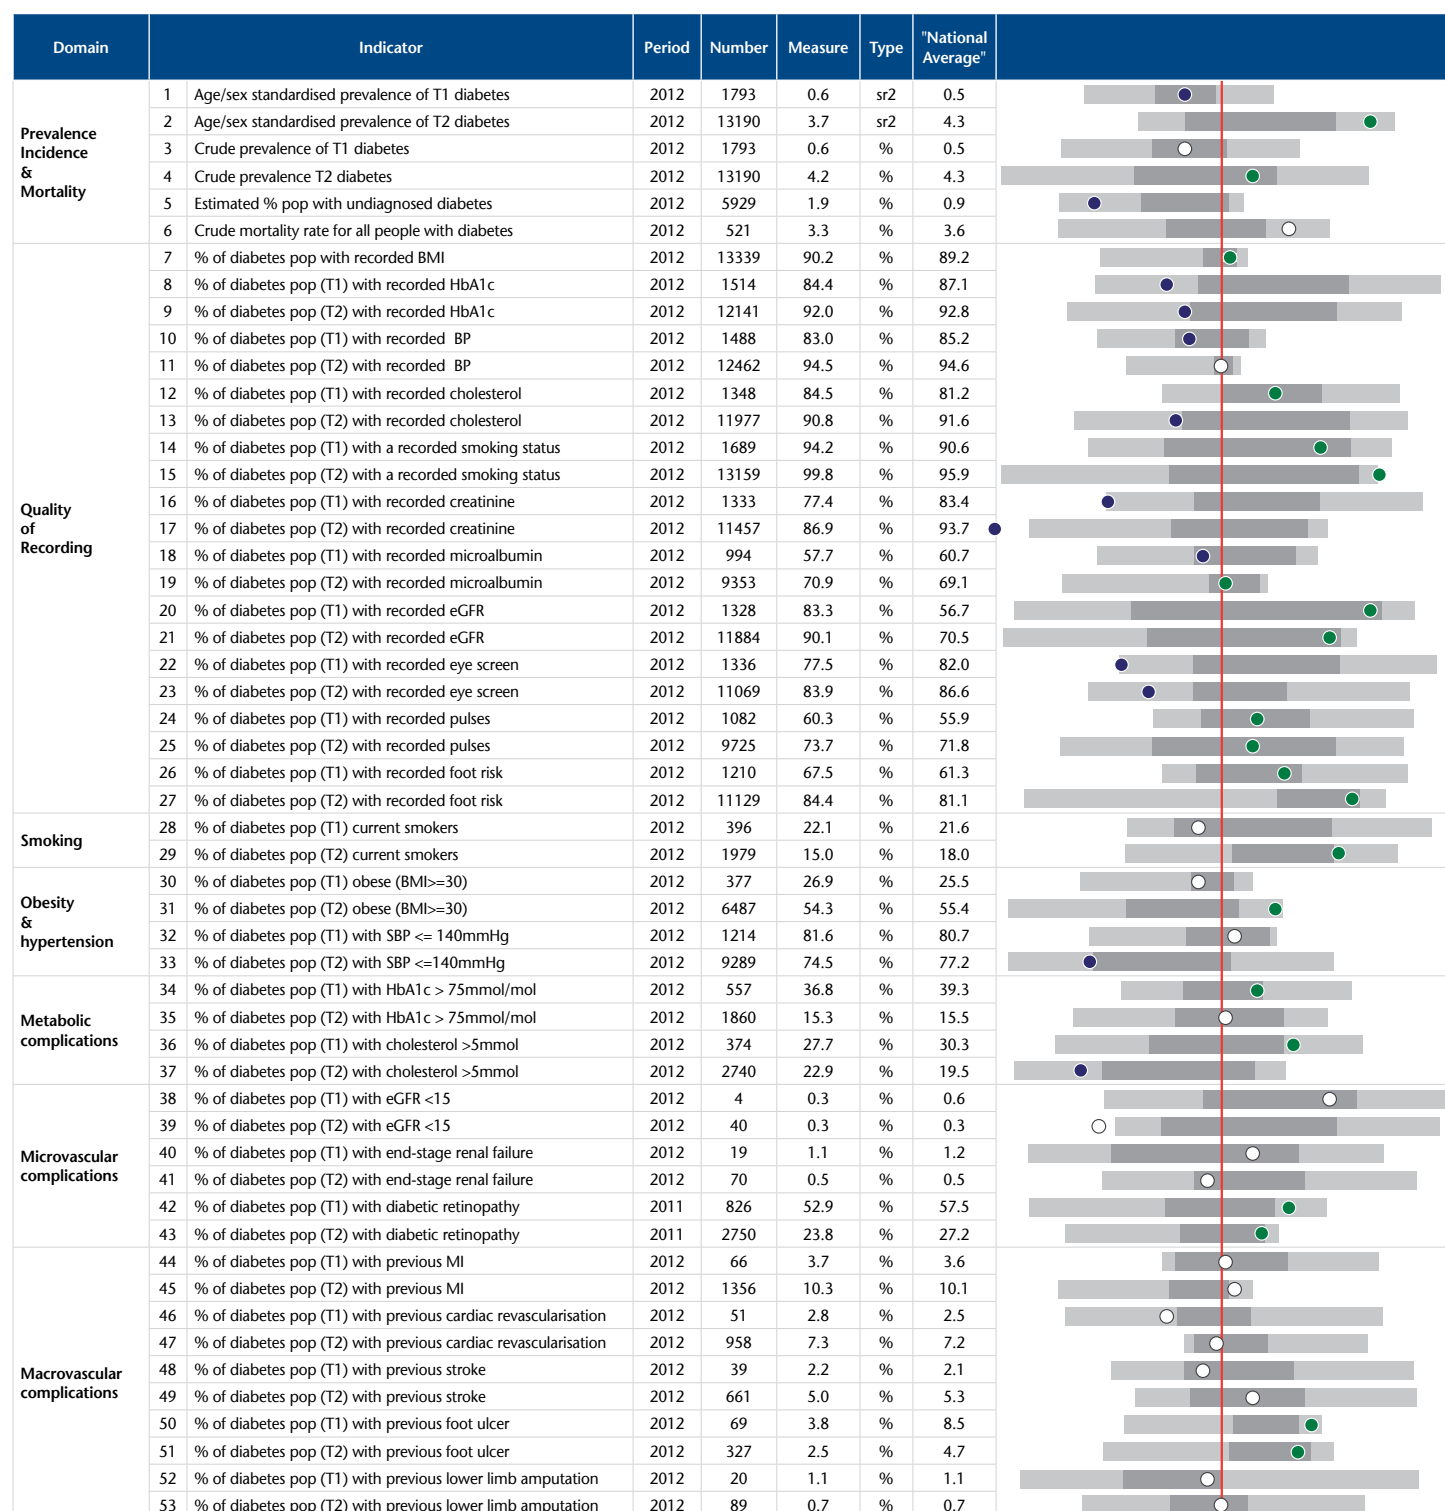 Domain Indicator Period Number Measure Type "National Average"
Prevalence
Incidence
&
Mortality
1 Age/sex standardised prevalence of T1 diabetes 2012 1793 0.6 sr2 0.5
2 Age/sex standardised prevalence of T2 diabetes 2012 13190 3.7 sr2 4.3
3 Crude prevalence of T1 diabetes 2012 1793 0.6 % 0.5
4 Crude prevalence T2 diabetes 2012 13190 4.2 % 4.3
5 Estimated % pop with undiagnosed diabetes 2012 5929 1.9 % 0.9
6 Crude mortality rate for all people with diabetes 2012 521 3.3 % 3.6
Quality
of
Recording
7 % of diabetes pop with recorded BMI 2012 13339 90.2 % 89.2
8 % of diabetes pop (T1) with recorded HbA1c 2012 1514 84.4 % 87.1
9 % of diabetes pop (T2) with recorded HbA1c 2012 12141 92.0 % 92.8
10 % of diabetes pop (T1) with recorded BP 2012 1488 83.0 % 85.2
11 % of diabetes pop (T2) with recorded BP 2012 12462 94.5 % 94.6
12 % of diabetes pop (T1) with recorded cholesterol 2012 1348 84.5 % 81.2
13 % of diabetes pop (T2) with recorded cholesterol 2012 11977 90.8 % 91.6
14 % of diabetes pop (T1) with a recorded smoking status 2012 1689 94.2 % 90.6
15 % of diabetes pop (T2) with a recorded smoking status 2012 13159 99.8 % 95.9
16 % of diabetes pop (T1) with recorded creatinine 2012 1333 77.4 % 83.4
17 % of diabetes pop (T2) with recorded creatinine 2012 11457 86.9 % 93.7
18 % of diabetes pop (T1) with recorded microalbumin 2012 994 57.7 % 60.7
19 % of diabetes pop (T2) with recorded microalbumin 2012 9353 70.9 % 69.1
20 % of diabetes pop (T1) with recorded eGFR 2012 1328 83.3 % 56.7
21 % of diabetes pop (T2) with recorded eGFR 2012 11884 90.1 % 70.5
22 % of diabetes pop (T1) with recorded eye screen 2012 1336 77.5 % 82.0
23 % of diabetes pop (T2) with recorded eye screen 2012 11069 83.9 % 86.6
24 % of diabetes pop (T1) with recorded pulses 2012 1082 60.3 % 55.9
25 % of diabetes pop (T2) with recorded pulses 2012 9725 73.7 % 71.8
26 % of diabetes pop (T1) with recorded foot risk 2012 1210 67.5 % 61.3
27 % of diabetes pop (T2) with recorded foot risk 2012 11129 84.4 % 81.1
Smoking
28 % of diabetes pop (T1) current smokers 2012 396 22.1 % 21.6
29 % of diabetes pop (T2) current smokers 2012 1979 15.0 % 18.0
Obesity
&
hypertension
30 % of diabetes pop (T1) obese (BMI>=30) 2012 377 26.9 % 25.5
31 % of diabetes pop (T2) obese (BMI>=30) 2012 6487 54.3 % 55.4
32 % of diabetes pop (T1) with SBP <= 140mmHg 2012 1214 81.6 % 80.7
33 % of diabetes pop (T2) with SBP <=140mmHg 2012 9289 74.5 % 77.2
Metabolic
complications
34 % of diabetes pop (T1) with HbA1c > 75mmol/mol 2012 557 36.8 % 39.3
35 % of diabetes pop (T2) with HbA1c > 75mmol/mo 2012 1860 15.3 % 15.5
36 % of diabetes pop (T1) with cholesterol >5mmol 2012 374 27.7 % 30.3
37 % of diabetes pop (T2) with cholesterol >5mmol 2012 2740 22.9 % 19.5
Microvascular
complications
38 % of diabetes pop (T1) with eGFR <15 2012 4 0.3 % 0.6
39 % of diabetes pop (T2) with eGFR <15 2012 40 0.3 % 0.3
40 % of diabetes pop (T1) with end-stage renal failure 2012 19 1.1 % 1.2
41 % of diabetes pop (T2) with end-stage renal failure 2012 70 0.5 % 0.5
42 % of diabetes pop (T1) with diabetic retinopathy 2011 826 52.9 % 57.5
43 % of diabetes pop (T2) with diabetic retinopathy 2011 2750 23.8 % 27.2
Macrovascular
complications
44 % of diabetes pop (T1) with previous MI 2012 66 3.7 % 3.6
45 % of diabetes pop (T2) with previous MI 2012 1356 10.3 % 10.1
46 % of diabetes pop (T1) with previous cardiac revascularisation 2012 51 2.8 % 2.5
47 % of diabetes pop (T2) with previous cardiac revascularisation 2012 958 7.3 % 7.2
48 % of diabetes pop (T1) with previous stroke 2012 39 2.2 % 2.1
49 % of diabetes pop (T2) with previous stroke 2012 661 5.0 % 5.3
50 % of diabetes pop (T1) with previous foot ulcer 2012 69 3.8 % 8.5
51 % of diabetes pop (T2) with previous foot ulcer 2012 327 2.5 % 4.7
52 % of diabetes pop (T1) with previous lower limb amputation 2012 20 1.1 % 1.1
53 % of diabetes pop (T2) with previous lower limb amputation 2012 89 0.7 % 0.7